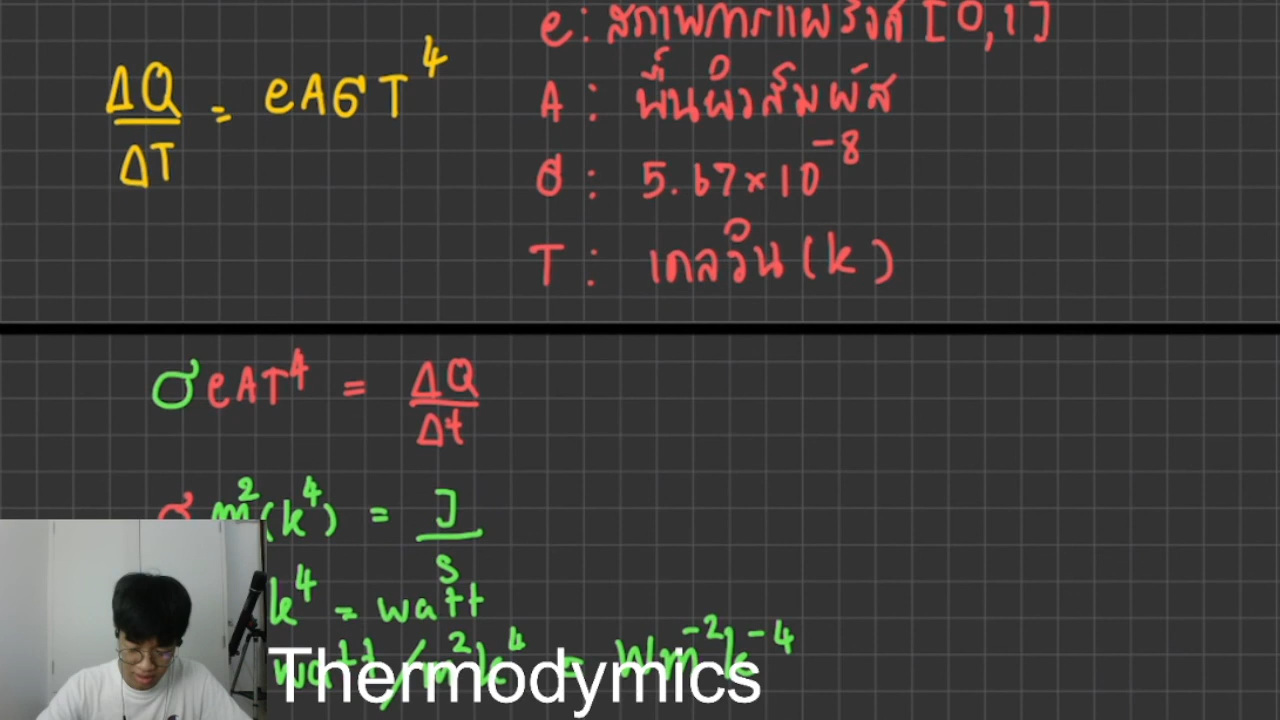 e : สภาพการแผ่รังสี [0,1]
ΔQ/ΔT = eAσT⁴
A : พื้นผิวสัมผัส
σ : 5.67×10⁻⁸
T : เคลวิน (k)
σeAT⁴ = ΔQ/Δt
σ m²(k⁴) = J/s
k⁴ = watt
watt/m²k⁴ = Wm⁻²k⁻⁴
Thermodymics